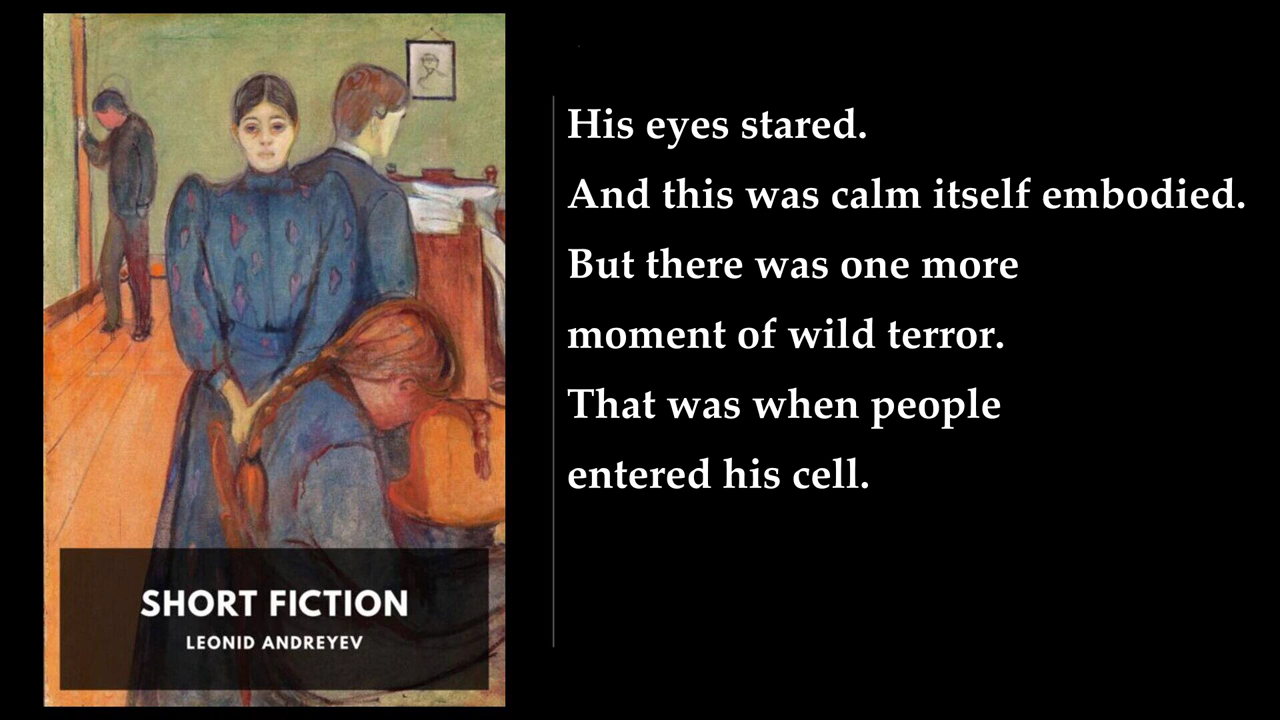 His eyes stared.
And this was calm itself embodied.
But there was one more
moment of wild terror.
That was when people
entered his cell.
SHORT FICTION
LEONID ANDREYEV